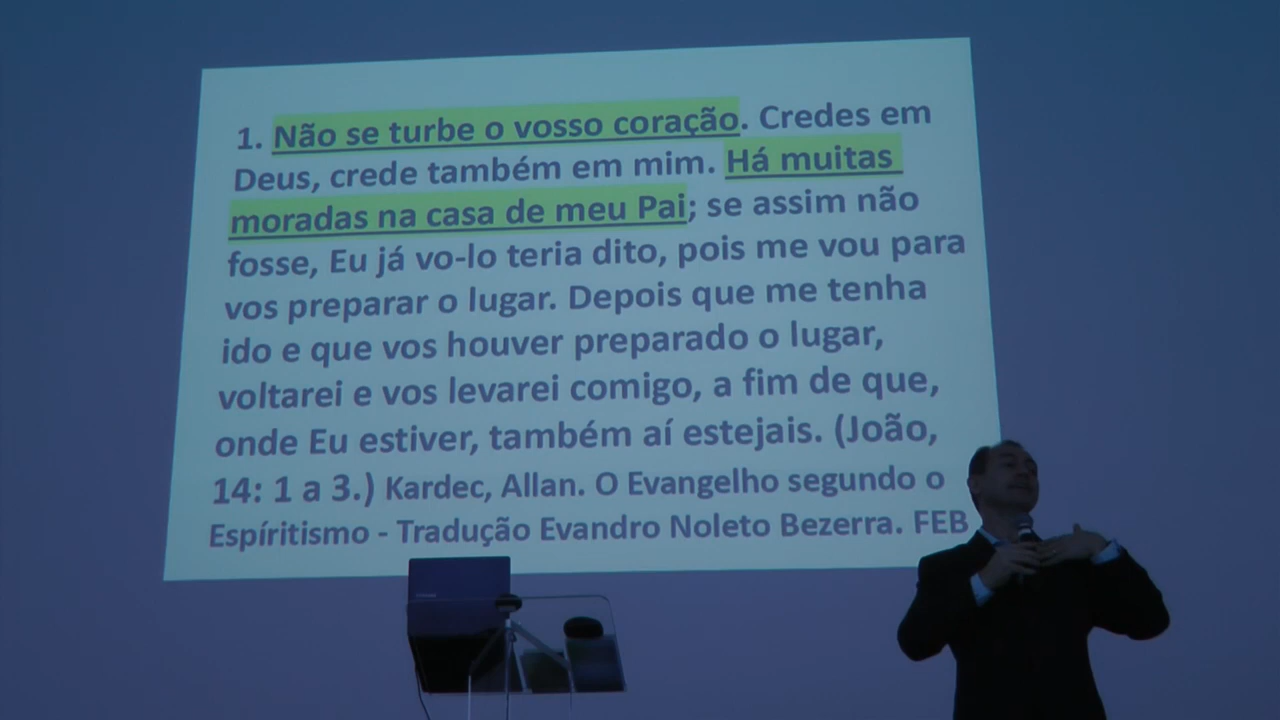 1. Não se turbe o vosso coração. Credes em
Deus, crede também em mim. Há muitas
moradas na casa de meu Pai; se assim não
fosse, Eu já vo-lo teria dito, pois me vou para
vos preparar o lugar. Depois que me tenha
ido e que vos houver preparado o lugar,
voltarei e vos levarei comigo, a fim de que,
onde Eu estiver, também aí estejais. (João,
14: 1 a 3.) Kardec, Allan. O Evangelho segundo o
Espíritismo - Tradução Evandro Noleto Bezerra. FEB